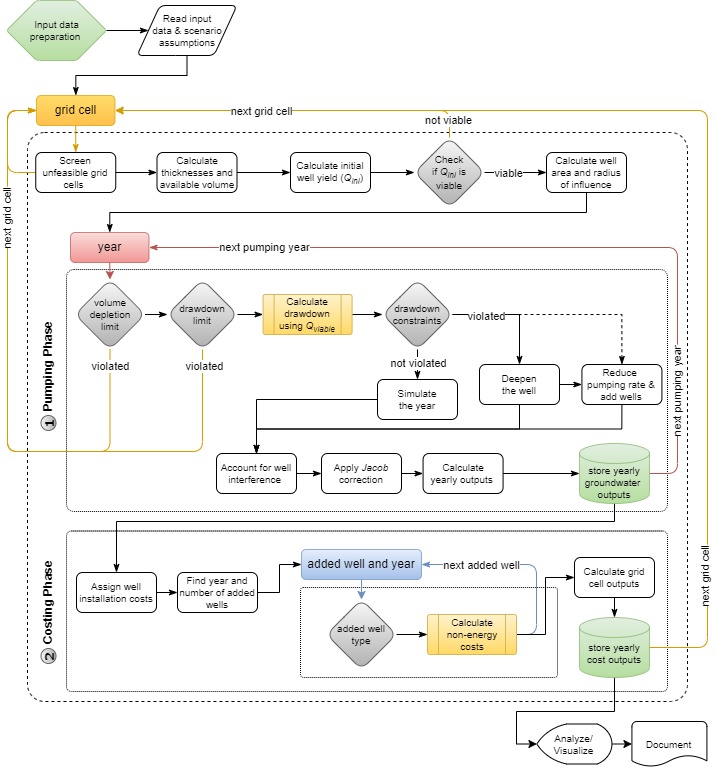 Input data
preparation
Read input
data & scenario
assumptions
grid cell
next grid cell
not viable
Screen
unfeasible grid
cells
Calculate
thicknesses and
available volume
Calculate initial
well yield (Qini)
Check
if Qini is
viable
viable
Calculate well
area and radius
of influence
next grid cell
year
next pumping year
volume
depletion
limit
drawdown
limit
Calculate
drawdown
using Qviable
drawdown
constraints
violated
violated
violated
not violated
Simulate
the year
Deepen
the well
Reduce
pumping rate &
add wells
next pumping year
1 Pumping Phase
Account for well
interference
Apply Jacob
correction
Calculate
yearly outputs
store yearly
groundwater
outputs
2 Costing Phase
Assign well
installation costs
Find year and
number of added
wells
added well and year
next added well
Calculate grid
cell outputs
added well
type
Calculate
non-energy
costs
store yearly
cost outputs
next grid cell
Analyze/
Visualize
Document